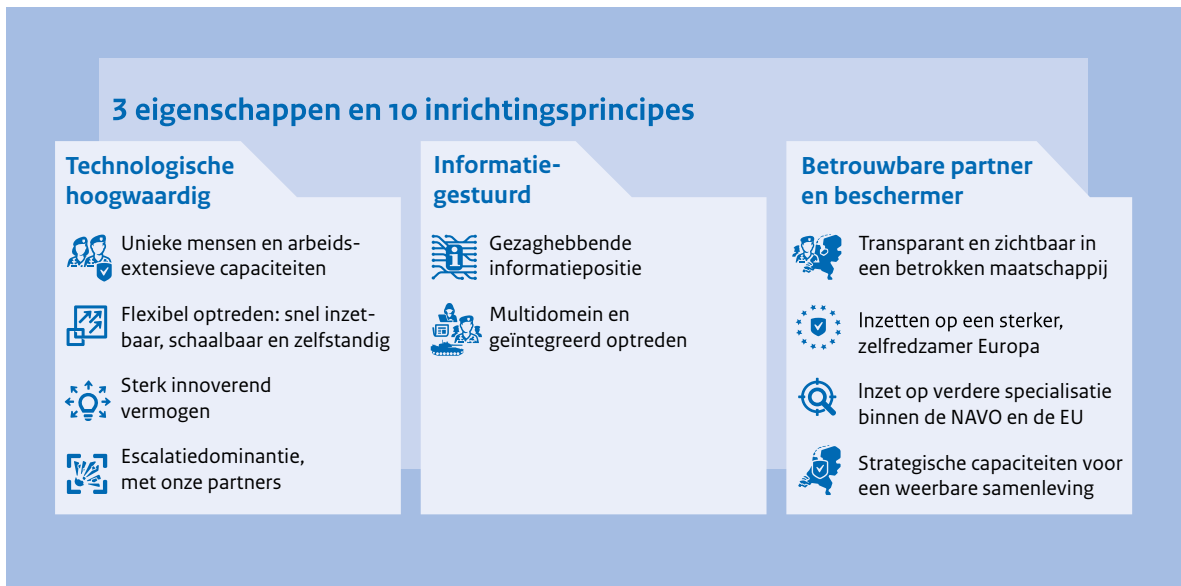 3 eigenschappen en 10 inrichtingsprincipes
Technologische
hoogwaardig
Unieke mensen en arbeids-
extensieve capaciteiten
Flexibel optreden: snel inzet-
baar, schaalbaar en zelfstandig
Sterk innoverend
vermogen
Escalatiedominantie,
met onze partners
Informatie-
gestuurd
Gezaghebbende
informatiepositie
Multidomein en
geïntegreerd optreden
Betrouwbare partner
en beschermer
Transparant en zichtbaar in
een betrokken maatschappij
Inzetten op een sterker,
zelfredzamer Europa
Inzet op verdere specialisatie
binnen de NAVO en de EU
Strategische capaciteiten voor
een weerbare samenleving